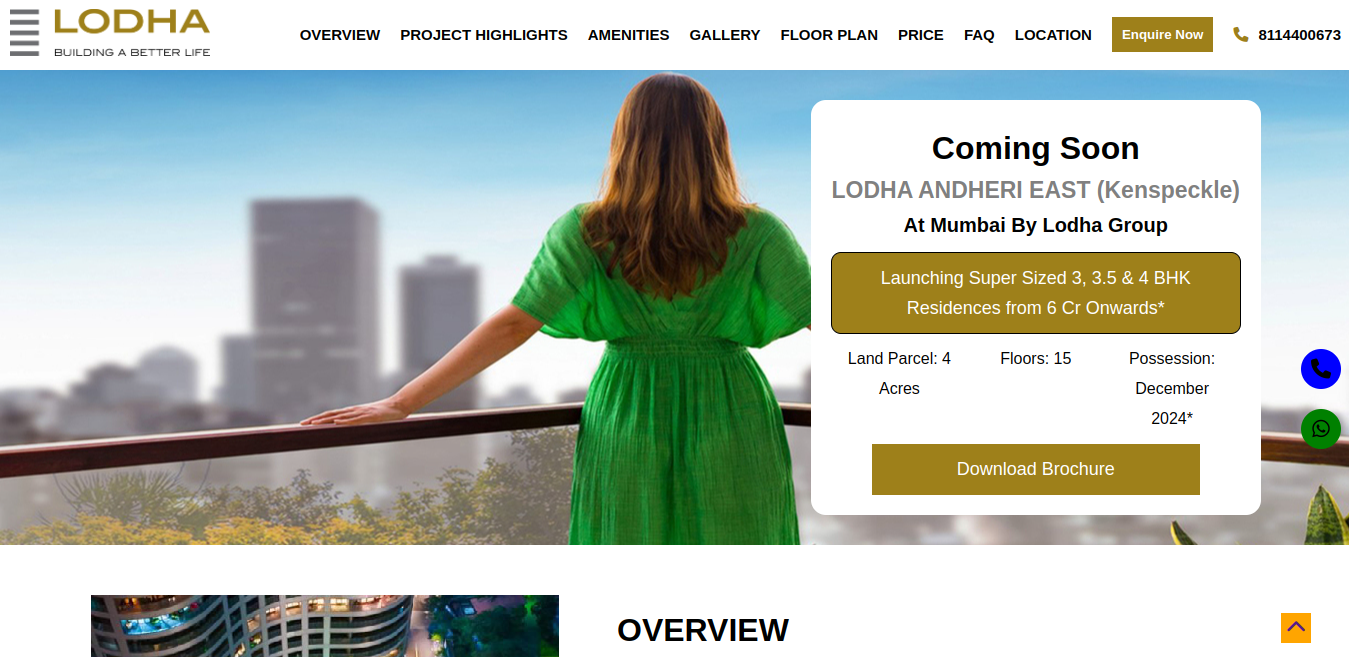 LODHA
BUILDING A BETTER LIFE
OVERVIEW PROJECT HIGHLIGHTS AMENITIES GALLERY FLOOR PLAN PRICE FAQ LOCATION Enquire Now 8114400673
Coming Soon
LODHA ANDHERI EAST (Kenspeckle)
At Mumbai By Lodha Group
Launching Super Sized 3, 3.5 & 4 BHK
Residences from 6 Cr Onwards*
Land Parcel: 4
Acres
Floors: 15
Possession:
December
2024*
Download Brochure
OVERVIEW